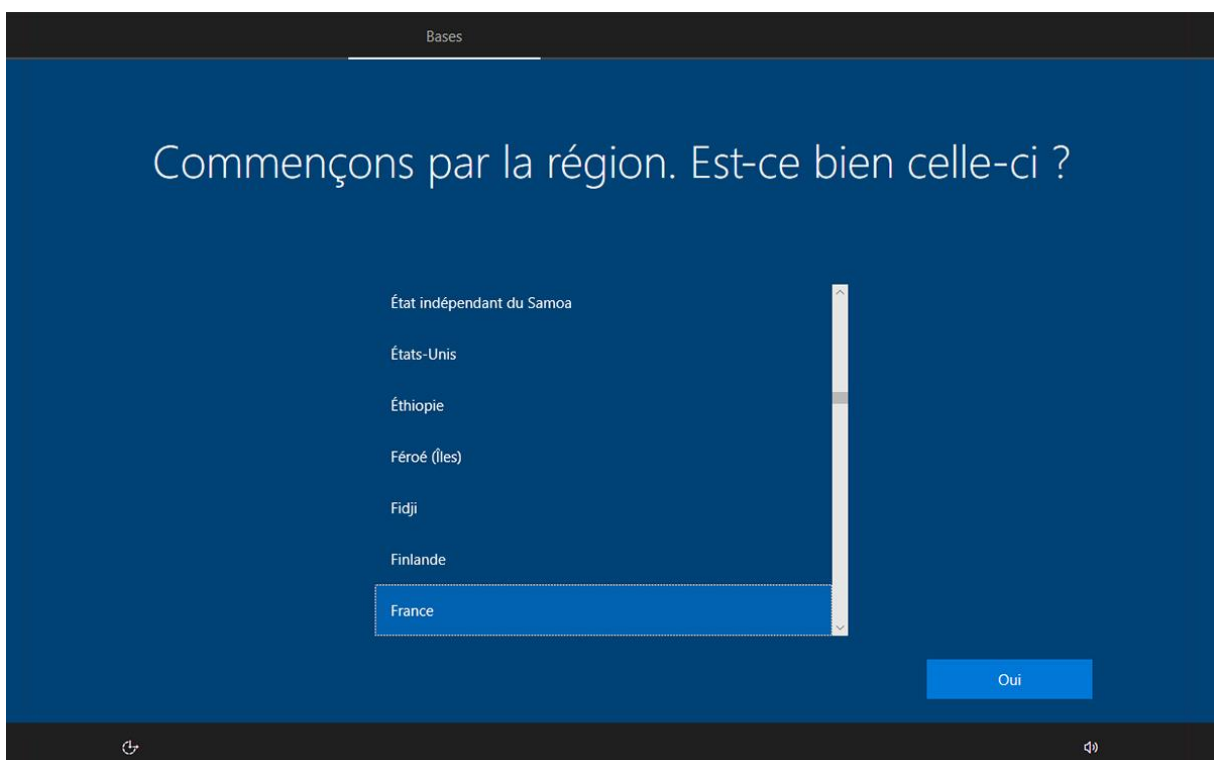 Bases
Commençons par la région. Est-ce bien celle-ci ?
État indépendant du Samoa
États-Unis
Éthiopie
Féroé (Îles)
Fidji
Finlande
France
Oui